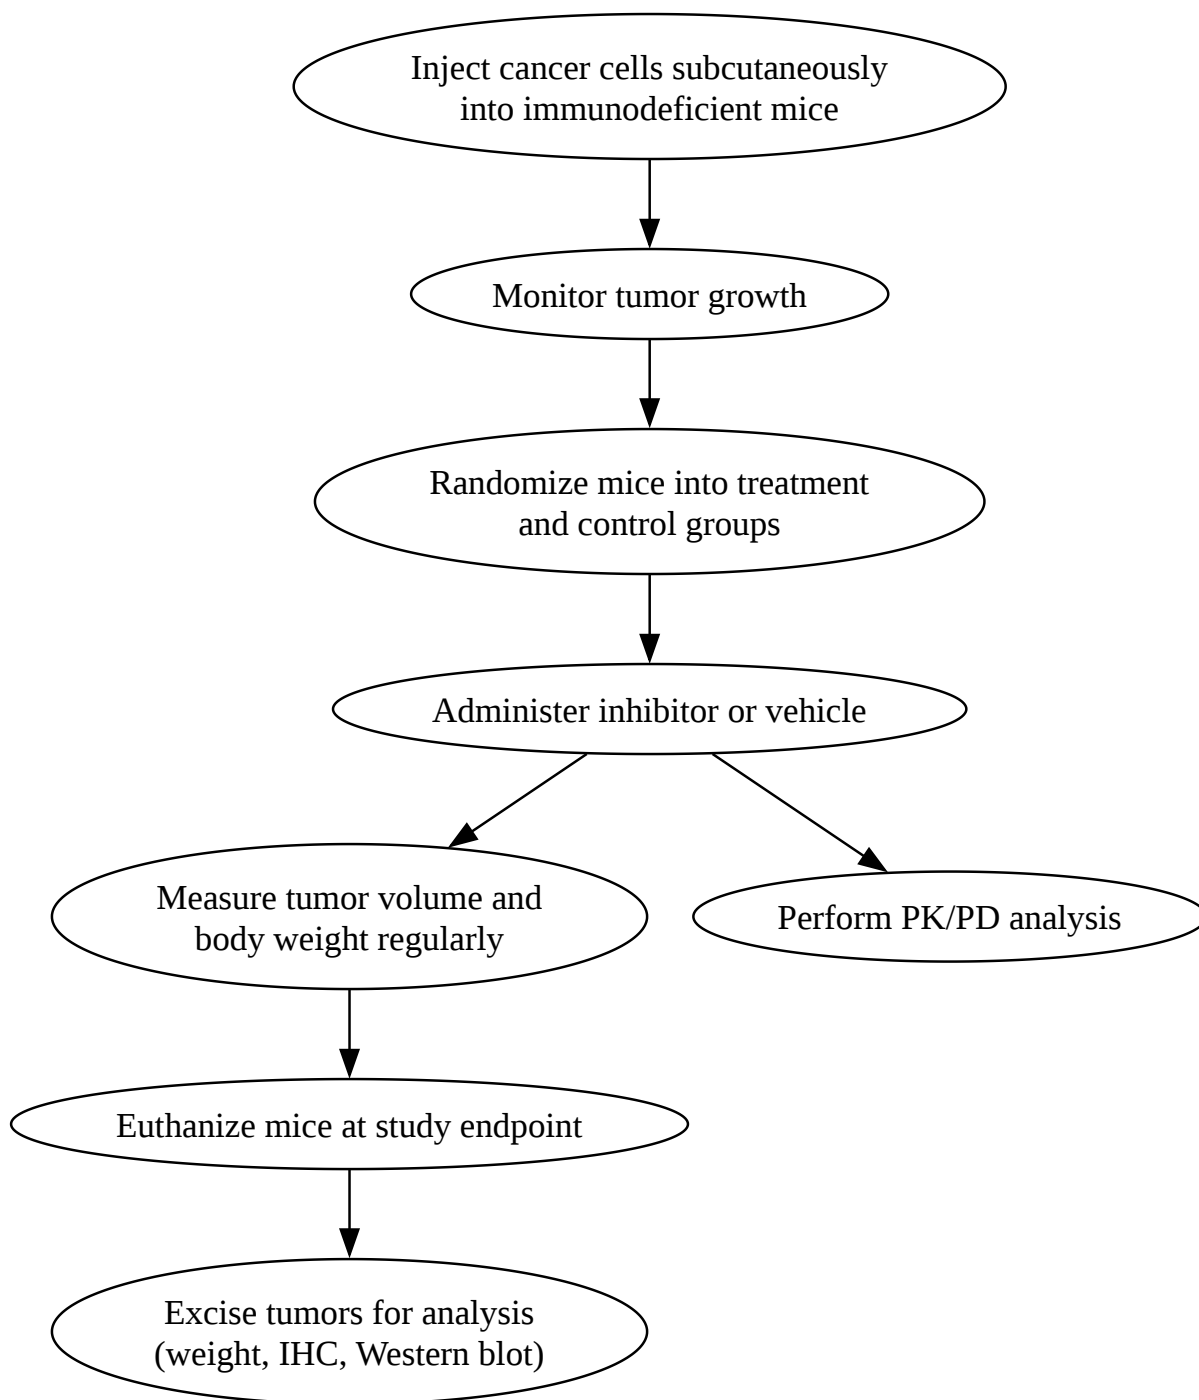 Inject cancer cells subcutaneously
into immunodeficient mice
Monitor tumor growth
Randomize mice into treatment
and control groups
Administer inhibitor or vehicle
Measure tumor volume and
body weight regularly
Perform PK/PD analysis
Euthanize mice at study endpoint
Excise tumors for analysis
(weight, IHC, Western blot)